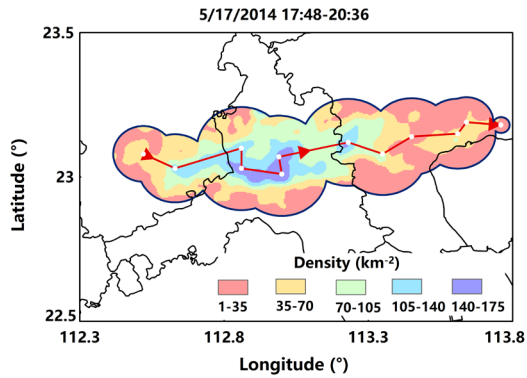 5/17/2014 17:48-20:36
23.5
23
22.5
Latitude (°)
Density (km⁻²)
1-35 35-70 70-105 105-140 140-175
112.3 112.8 113.3 113.8
Longitude (°)